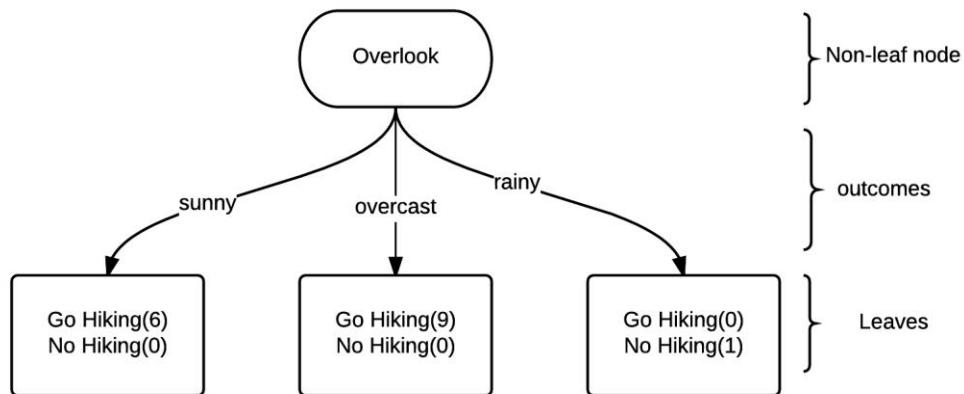 Overlook
Non-leaf node
sunny
overcast
rainy
outcomes
Go Hiking(6)
No Hiking(0)
Go Hiking(9)
No Hiking(0)
Go Hiking(0)
No Hiking(1)
Leaves